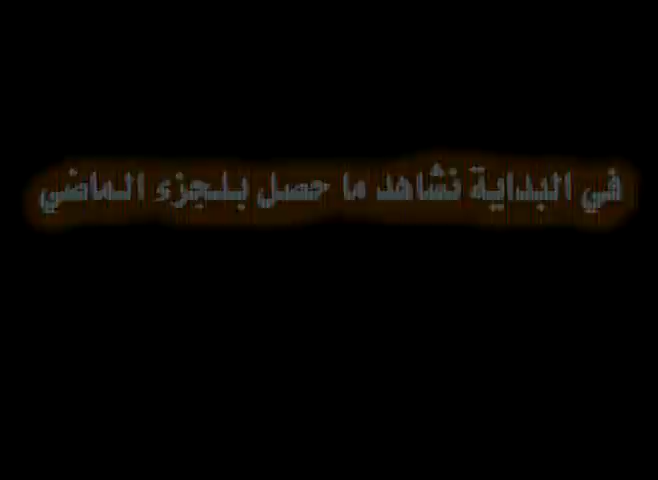 في البداية نشاهد ما حصل بلجزء الماضي